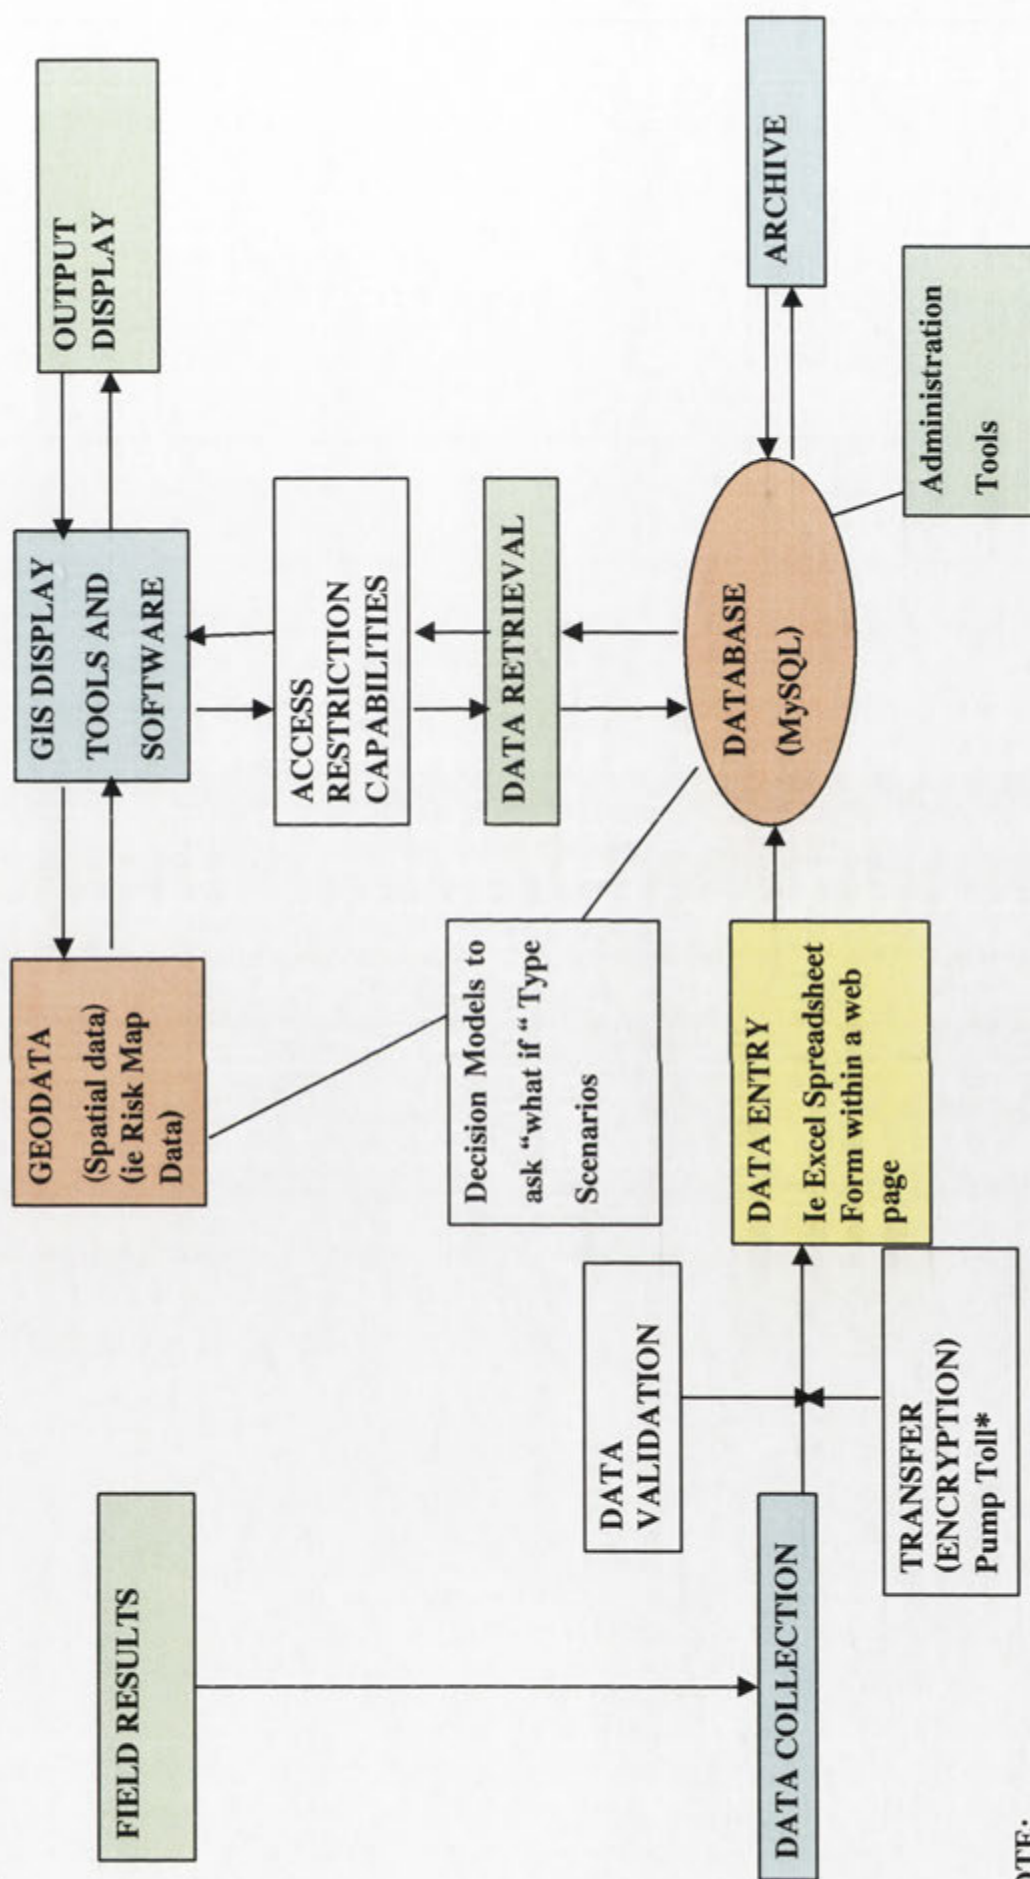 FIELD RESULTS
GEODATA
(Spatial data)
(ie Risk Map
Data)
GIS DISPLAY
TOOLS AND
SOFTWARE
OUTPUT
DISPLAY
ACCESS
RESTRICTION
CAPABILITIES
DATA RETRIEVAL
Decision Models to
ask “what if “ Type
Scenarios
DATA
VALIDATION
DATA COLLECTION
DATA ENTRY
Ie Excel Spreadsheet
Form within a web
page
DATABASE
(MySQL)
ARCHIVE
TRANSFER
(ENCRYPTION)
Pump Toll*
Administration
Tools